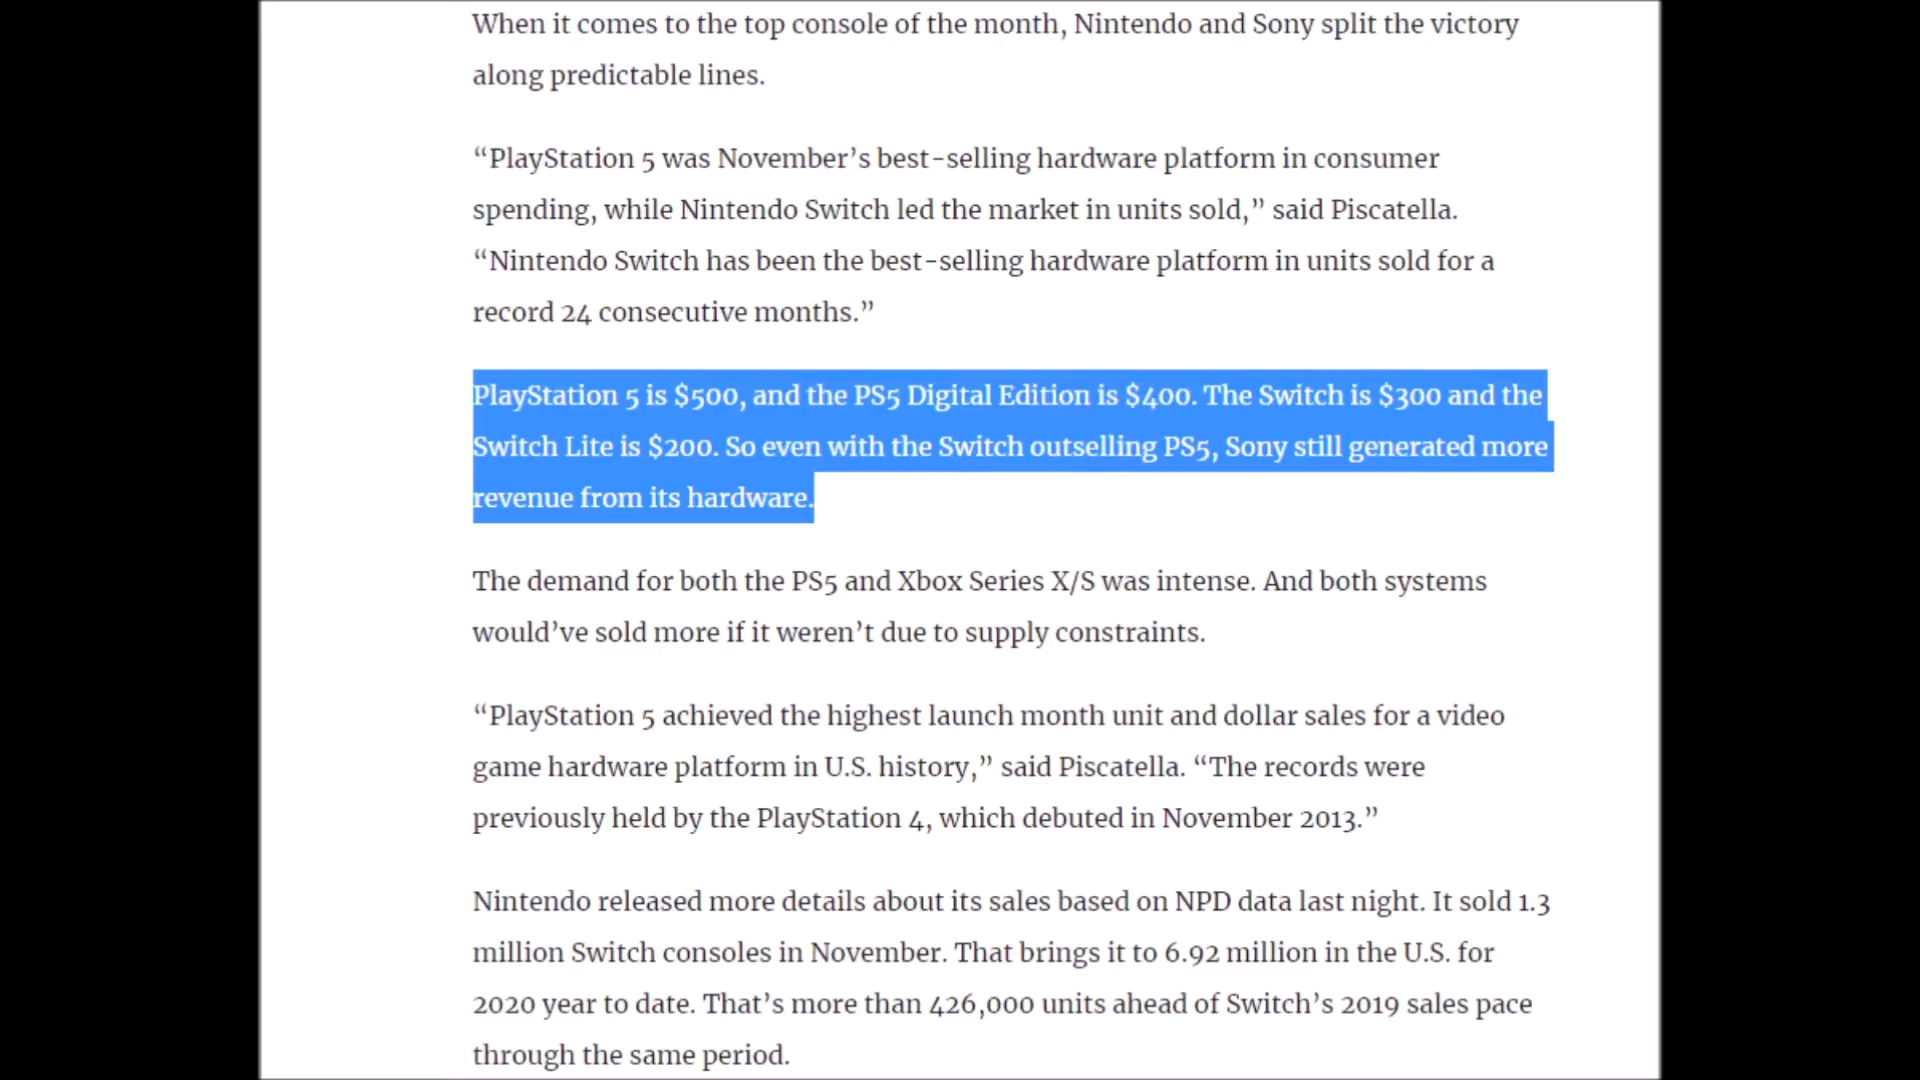 When it comes to the top console of the month, Nintendo and Sony split the victory
along predictable lines.
“PlayStation 5 was November’s best-selling hardware platform in consumer
spending, while Nintendo Switch led the market in units sold,” said Piscatella.
“Nintendo Switch has been the best-selling hardware platform in units sold for a
record 24 consecutive months.”
PlayStation 5 is $500, and the PS5 Digital Edition is $400. The Switch is $300 and the
Switch Lite is $200. So even with the Switch outselling PS5, Sony still generated more
revenue from its hardware.
The demand for both the PS5 and Xbox Series X/S was intense. And both systems
would’ve sold more if it weren’t due to supply constraints.
“PlayStation 5 achieved the highest launch month unit and dollar sales for a video
game hardware platform in U.S. history,” said Piscatella. “The records were
previously held by the PlayStation 4, which debuted in November 2013.”
Nintendo released more details about its sales based on NPD data last night. It sold 1.3
million Switch consoles in November. That brings it to 6.92 million in the U.S. for
2020 year to date. That’s more than 426,000 units ahead of Switch’s 2019 sales pace
through the same period.